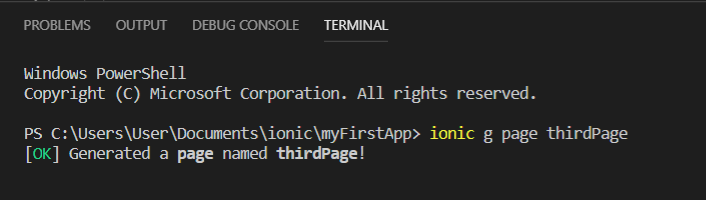 PROBLEMS OUTPUT DEBUG CONSOLE TERMINAL
Windows PowerShell
Copyright (C) Microsoft Corporation. All rights reserved.
PS C:\Users\User\Documents\ionic\myFirstApp> ionic g page thirdPage
[OK] Generated a page named thirdPage!